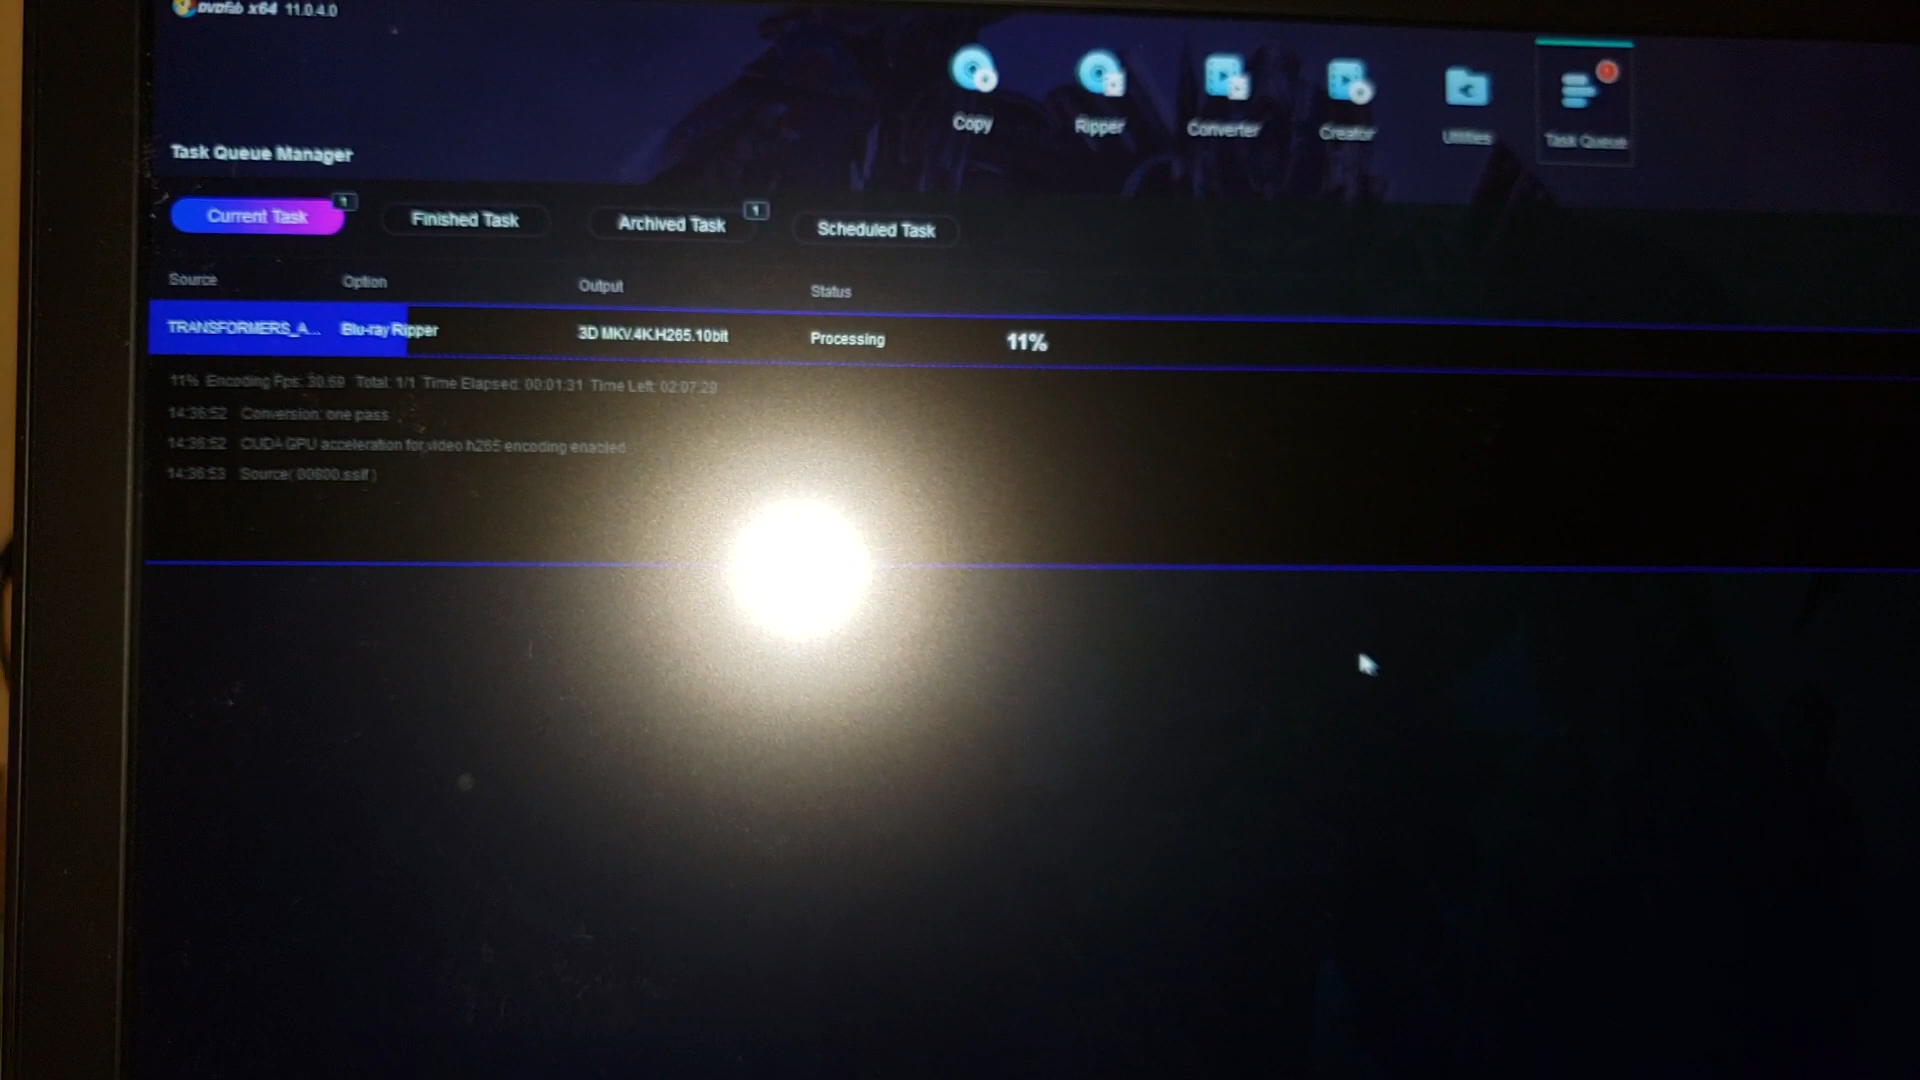 DVDFab x64 11.0.4.0
Copy Ripper Converter Creator Utilities Task Queue
Task Queue Manager
Current Task 1 Finished Task Archived Task 1 Scheduled Task
Source Option Output Status
TRANSFORMERS_A... Blu-ray Ripper 3D MKV.4K.H265.10bit Processing 11%
11% Encoding Fps: 30.69 Total: 1/1 Time Elapsed: 00:01:31 Time Left: 02:07:29
14:36:52 Conversion: one pass
14:36:52 CUDA GPU acceleration for video h265 encoding enabled
14:36:53 Source( 00800.ssif )